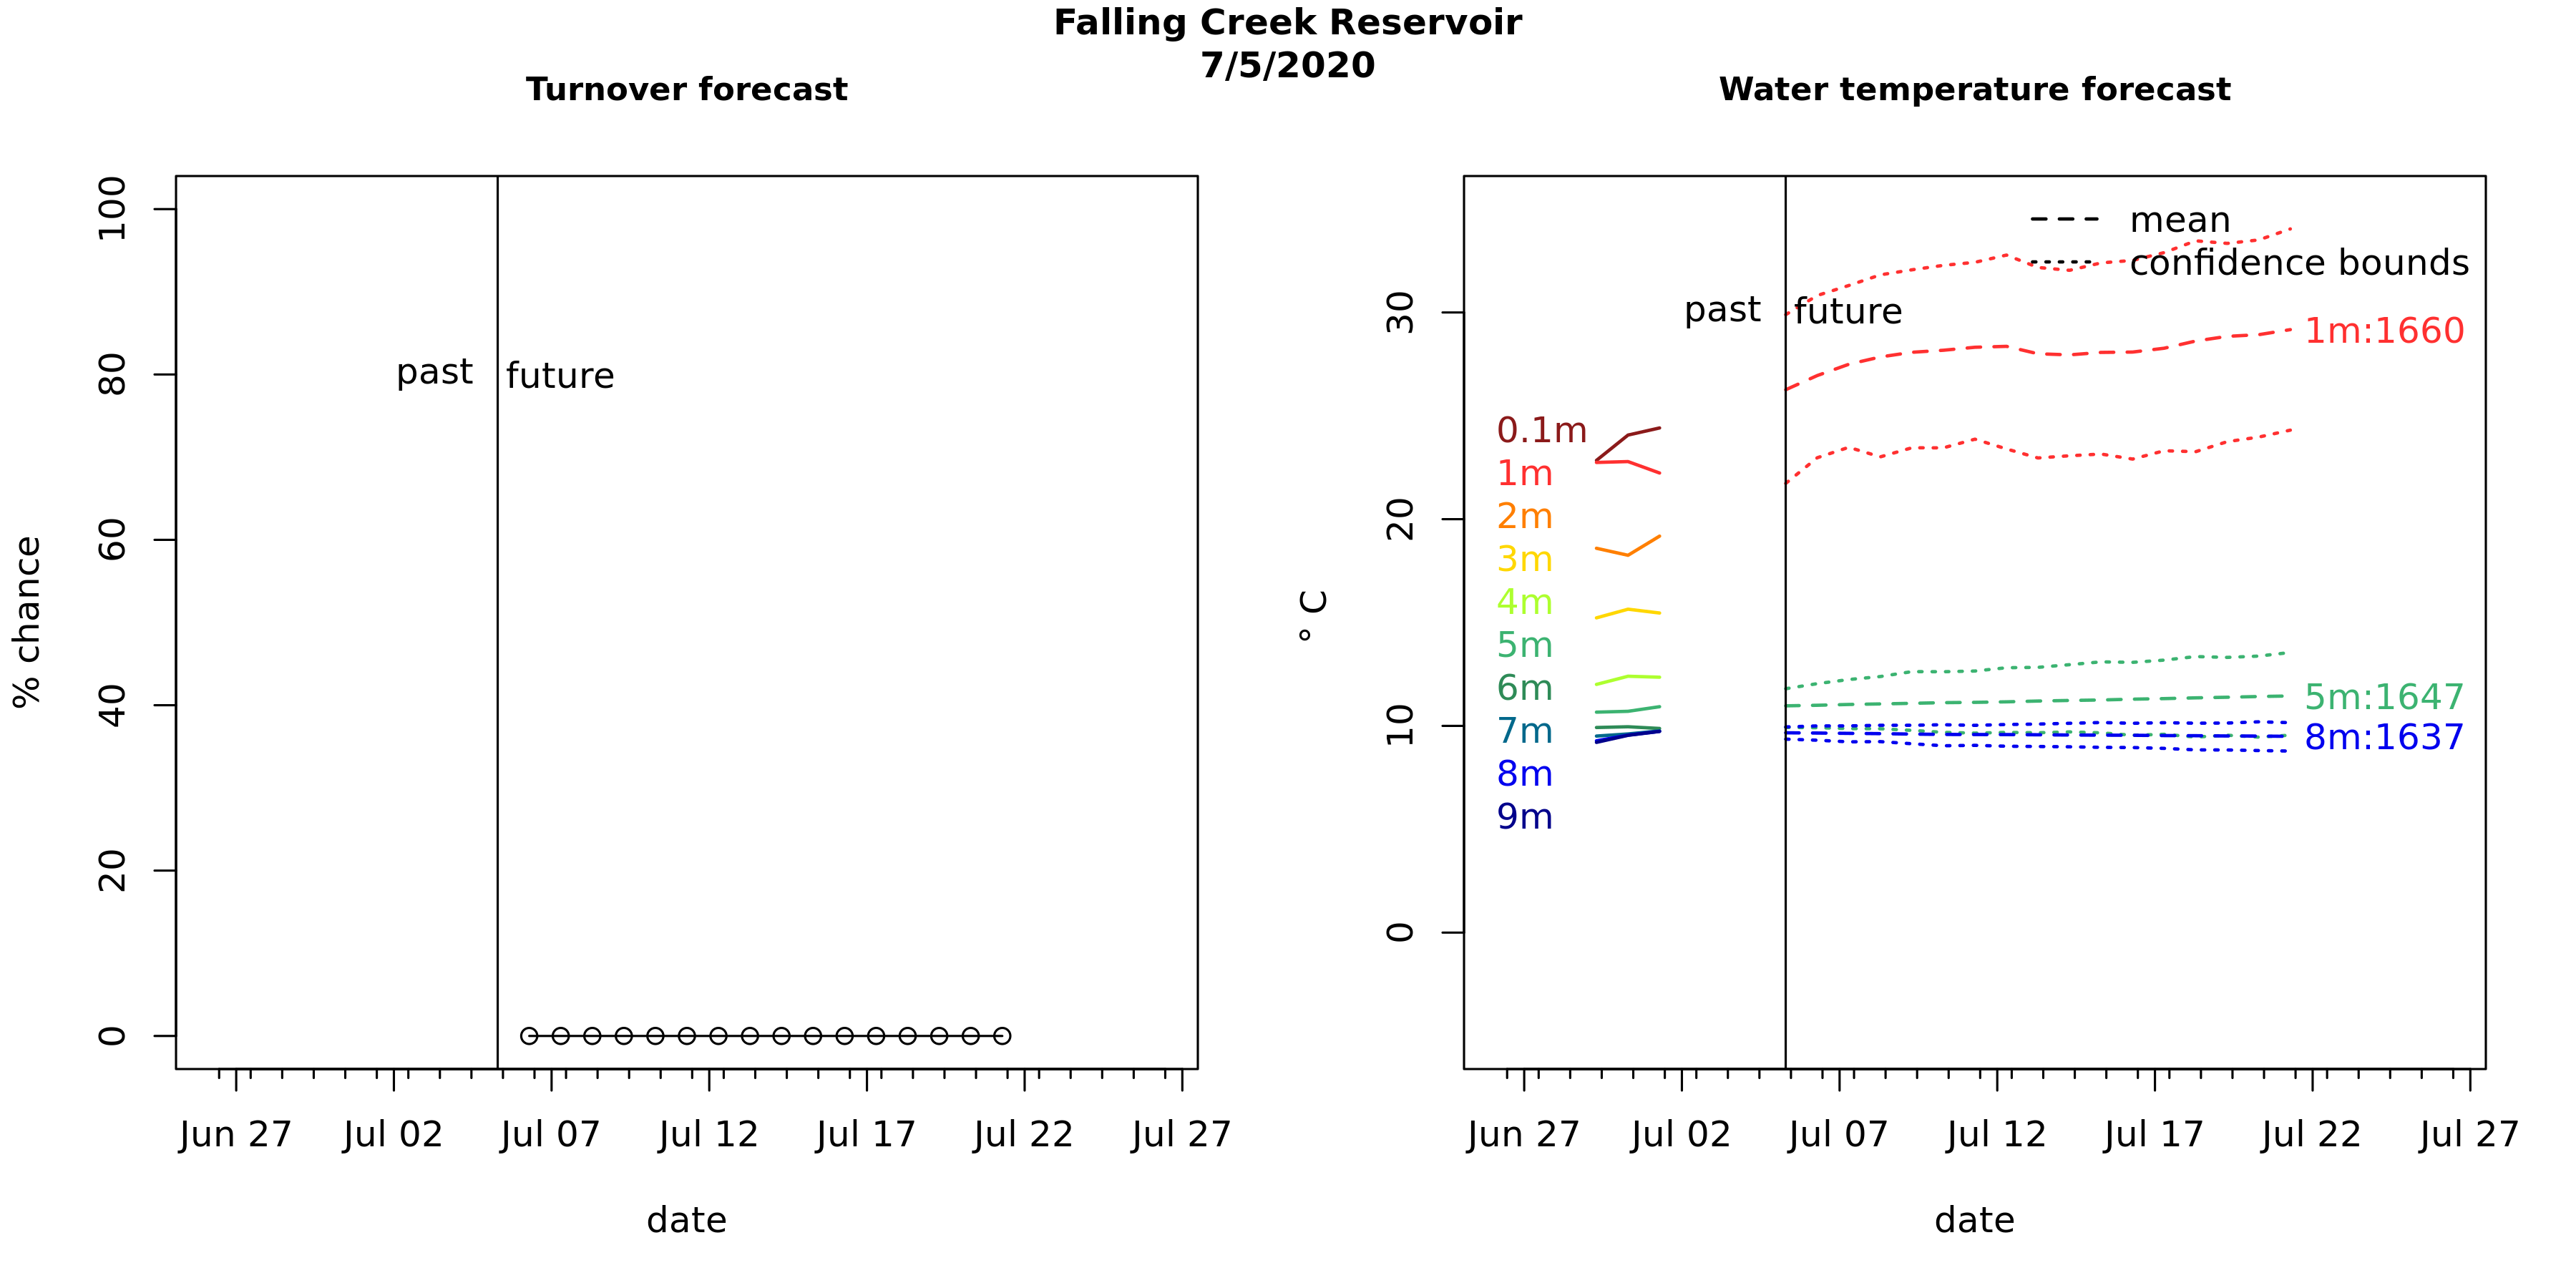 Falling Creek Reservoir
7/5/2020
Turnover forecast
% chance
100
80
60
40
20
0
past
future
Jun 27
Jul 02
Jul 07
Jul 12
Jul 17
Jul 22
Jul 27
date
Water temperature forecast
° C
30
20
10
0
mean
confidence bounds
past
future
0.1m
1m
2m
3m
4m
5m
6m
7m
8m
9m
1m:1660
5m:1647
8m:1637
Jun 27
Jul 02
Jul 07
Jul 12
Jul 17
Jul 22
Jul 27
date